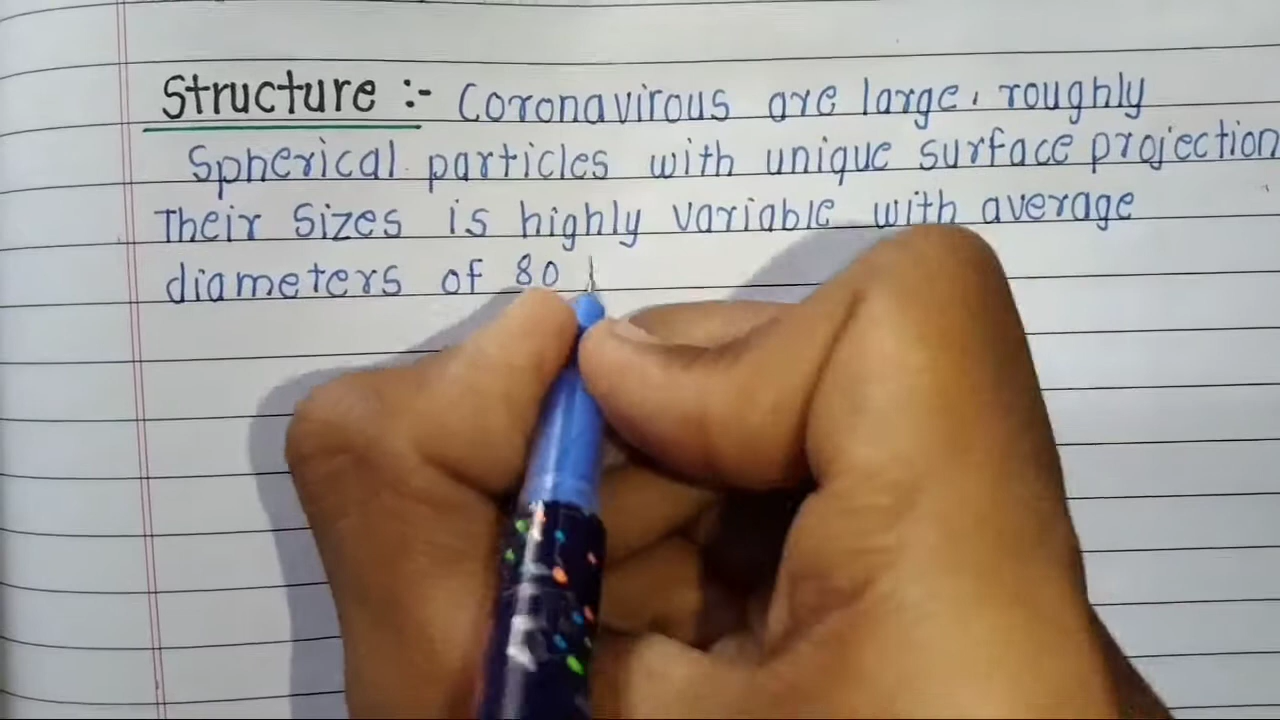 Structure :- Coronavirous are large, roughly
Spherical particles with unique surface projection
Their Sizes is highly variable with average
diameters of 80